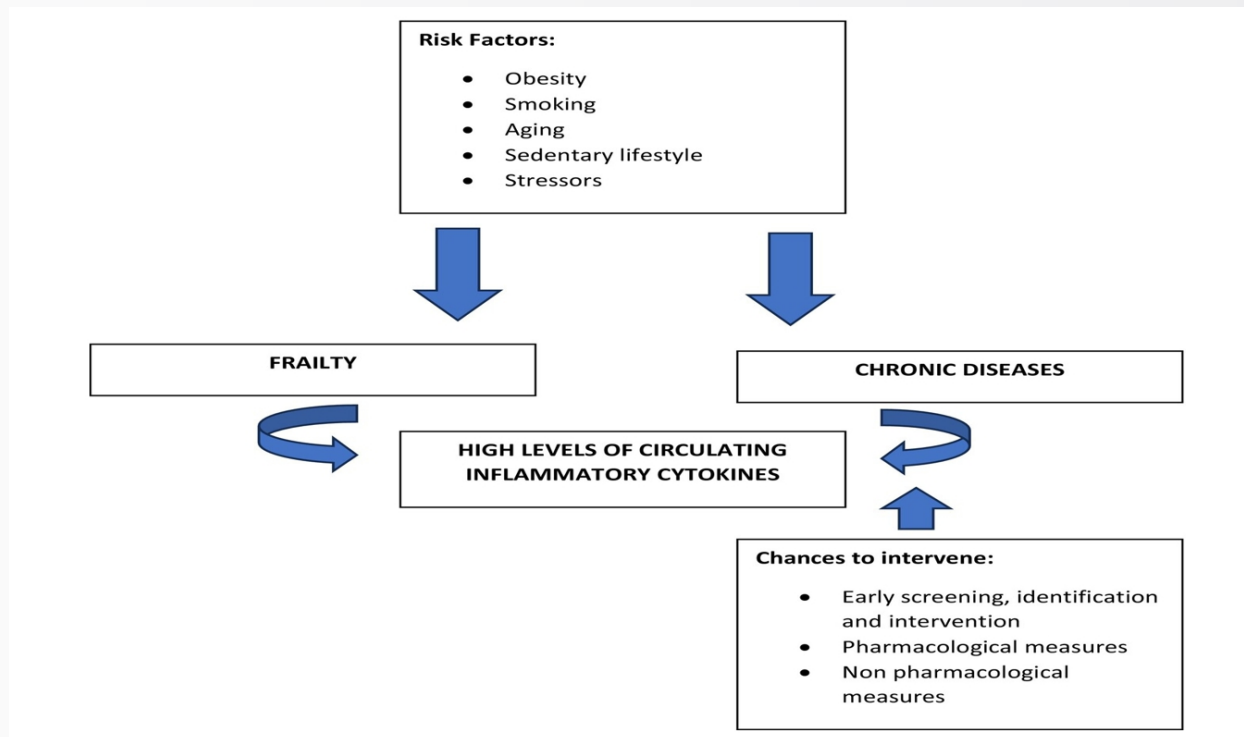 Risk Factors:
• Obesity
• Smoking
• Aging
• Sedentary lifestyle
• Stressors
FRAILTY
CHRONIC DISEASES
HIGH LEVELS OF CIRCULATING
INFLAMMATORY CYTOKINES
Chances to intervene:
• Early screening, identification
and intervention
• Pharmacological measures
• Non pharmacological
measures